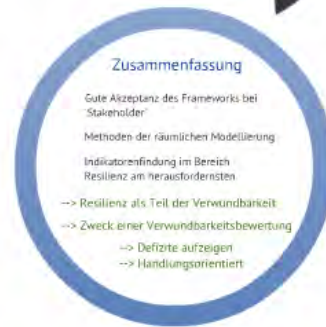 Zusammenfassung
Gute Akzeptanz des Frameworks bei
'Stakeholder'
Methoden der räumlichen Modellierung
Indikatorenfindung im Bereich
Resilienz am herausfordernsten
--> Resilienz als Teil der Verwundbarkeit
--> Zweck einer Verwundbarkeitsbewertung
--> Defizite aufzeigen
--> Handlungsorientiert